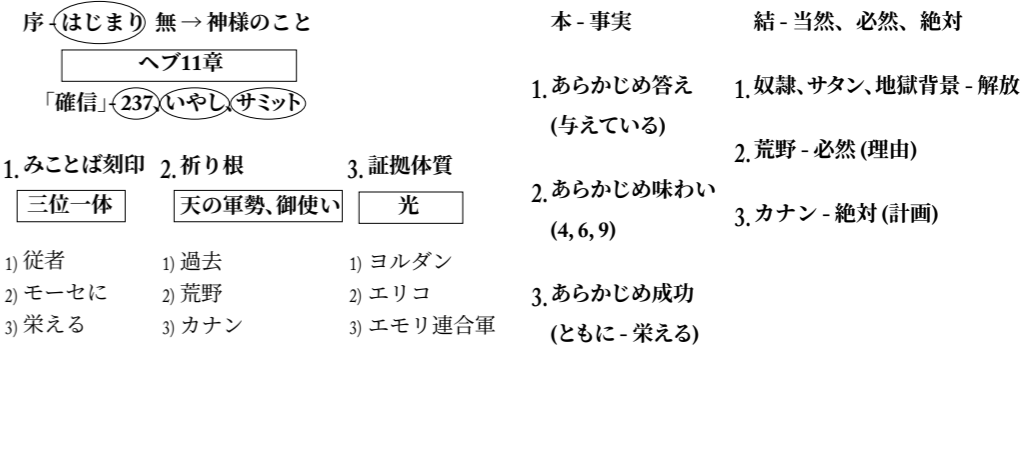 序 - はじまり 無 → 神様のこと
ヘブ11章
「確信」- 237、いやし、サミット
1. みことば刻印
三位一体
1) 従者
2) モーセに
3) 栄える
2. 祈り根
天の軍勢、御使い
1) 過去
2) 荒野
3) カナン
3. 証拠体質
光
1) ヨルダン
2) エリコ
3) エモリ連合軍
本 - 事実
1. あらかじめ答え
(与えている)
2. あらかじめ味わい
(4, 6, 9)
3. あらかじめ成功
(ともに - 栄える)
結 - 当然、必然、絶対
1. 奴隷、サタン、地獄背景 - 解放
2. 荒野 - 必然 (理由)
3. カナン - 絶対 (計画)